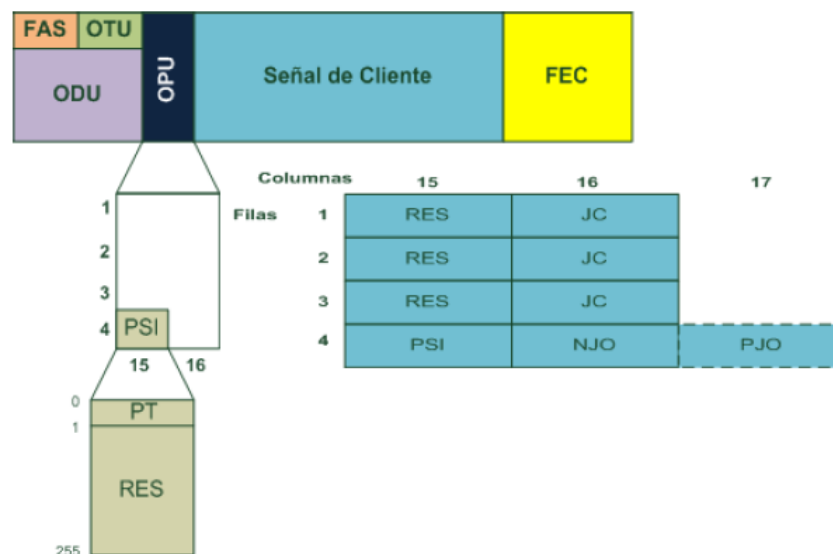 FAS OTU
ODU
OPU
Señal de Cliente
FEC
Columnas 15 16 17
Filas 1 RES JC
2 RES JC
3 RES JC
4 PSI NJO PJO
1
2
3
4 PSI
15 16
0 PT
1
RES
255